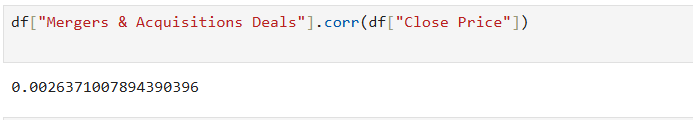 df["Mergers & Acquisitions Deals"].corr(df["Close Price"])
0.0026371007894390396